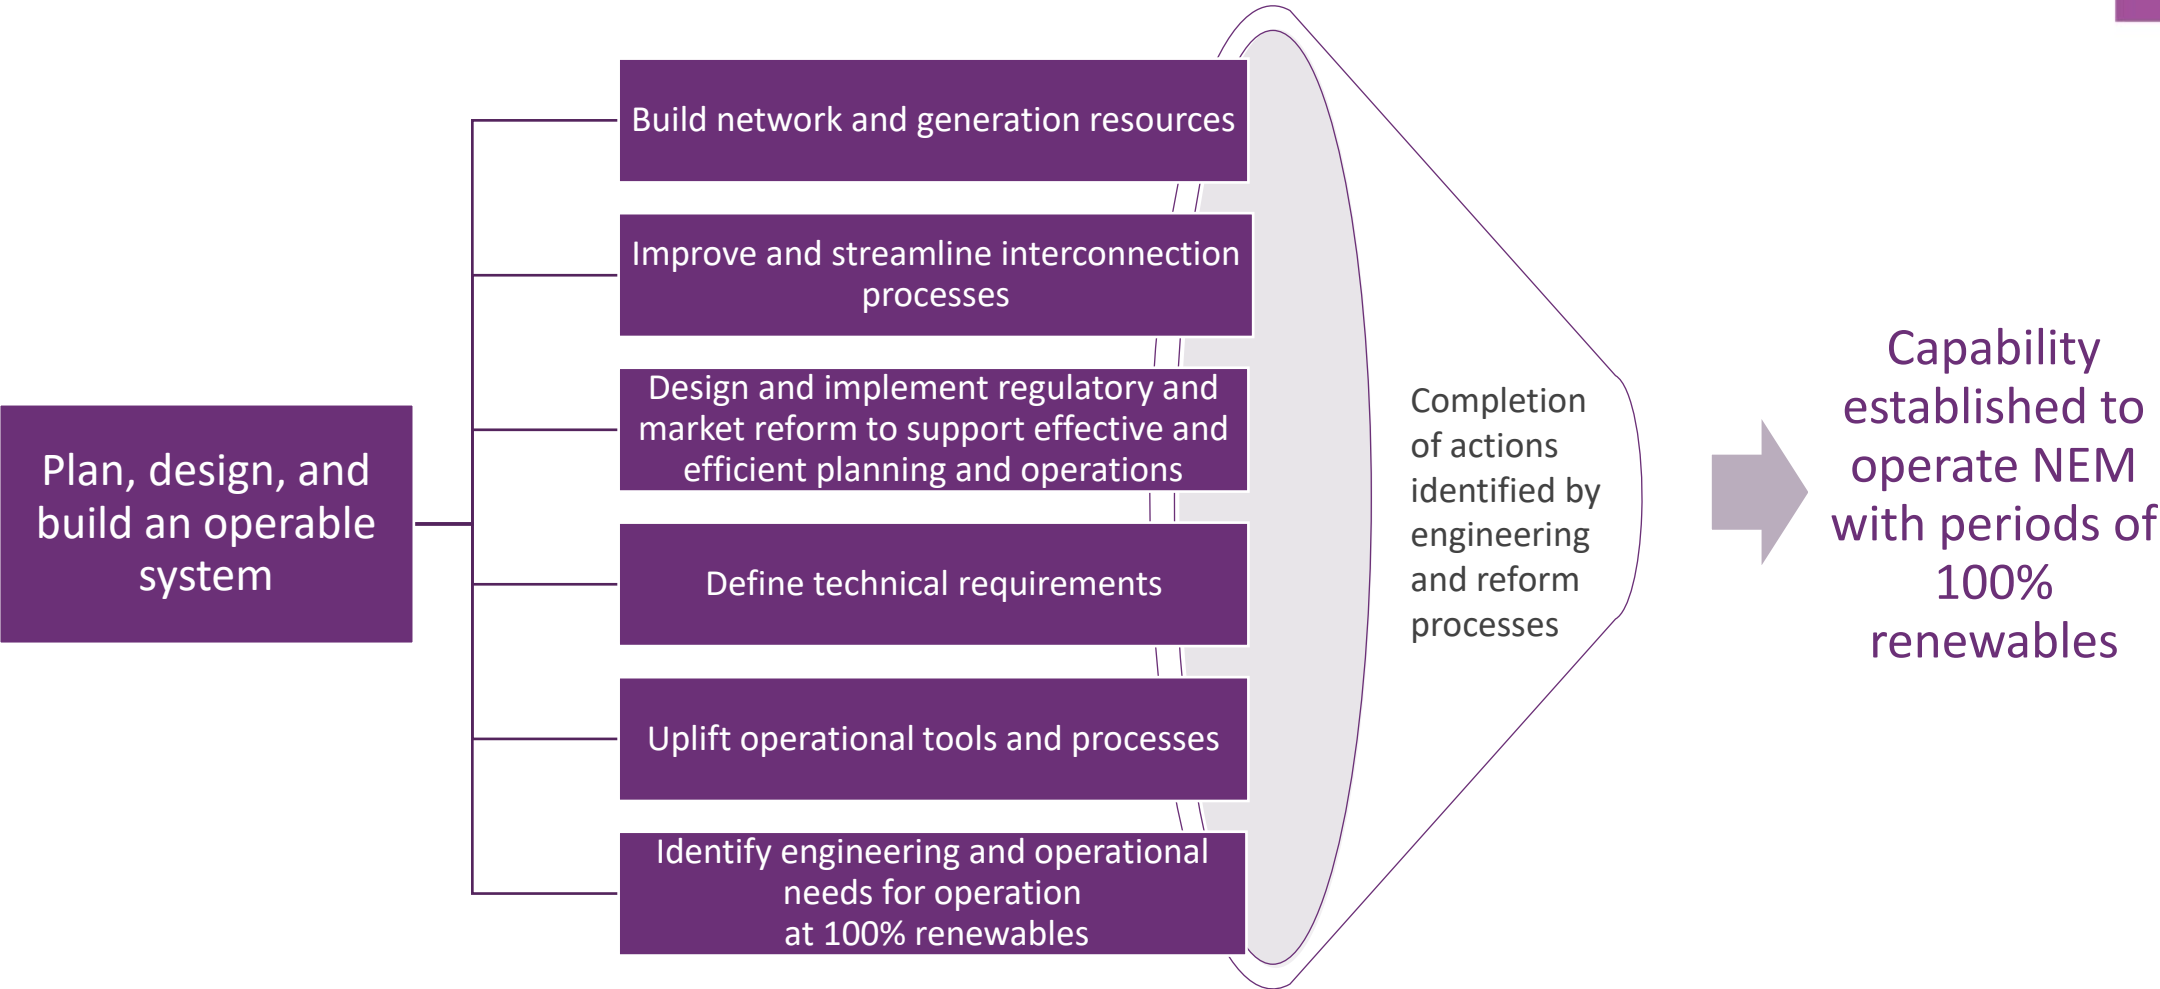 Plan, design, and
build an operable
system
Build network and generation resources
Improve and streamline interconnection
processes
Design and implement regulatory and
market reform to support effective and
efficient planning and operations
Define technical requirements
Uplift operational tools and processes
Identify engineering and operational
needs for operation
at 100% renewables
Completion
of actions
identified by
engineering
and reform
processes
Capability
established to
operate NEM
with periods of
100%
renewables